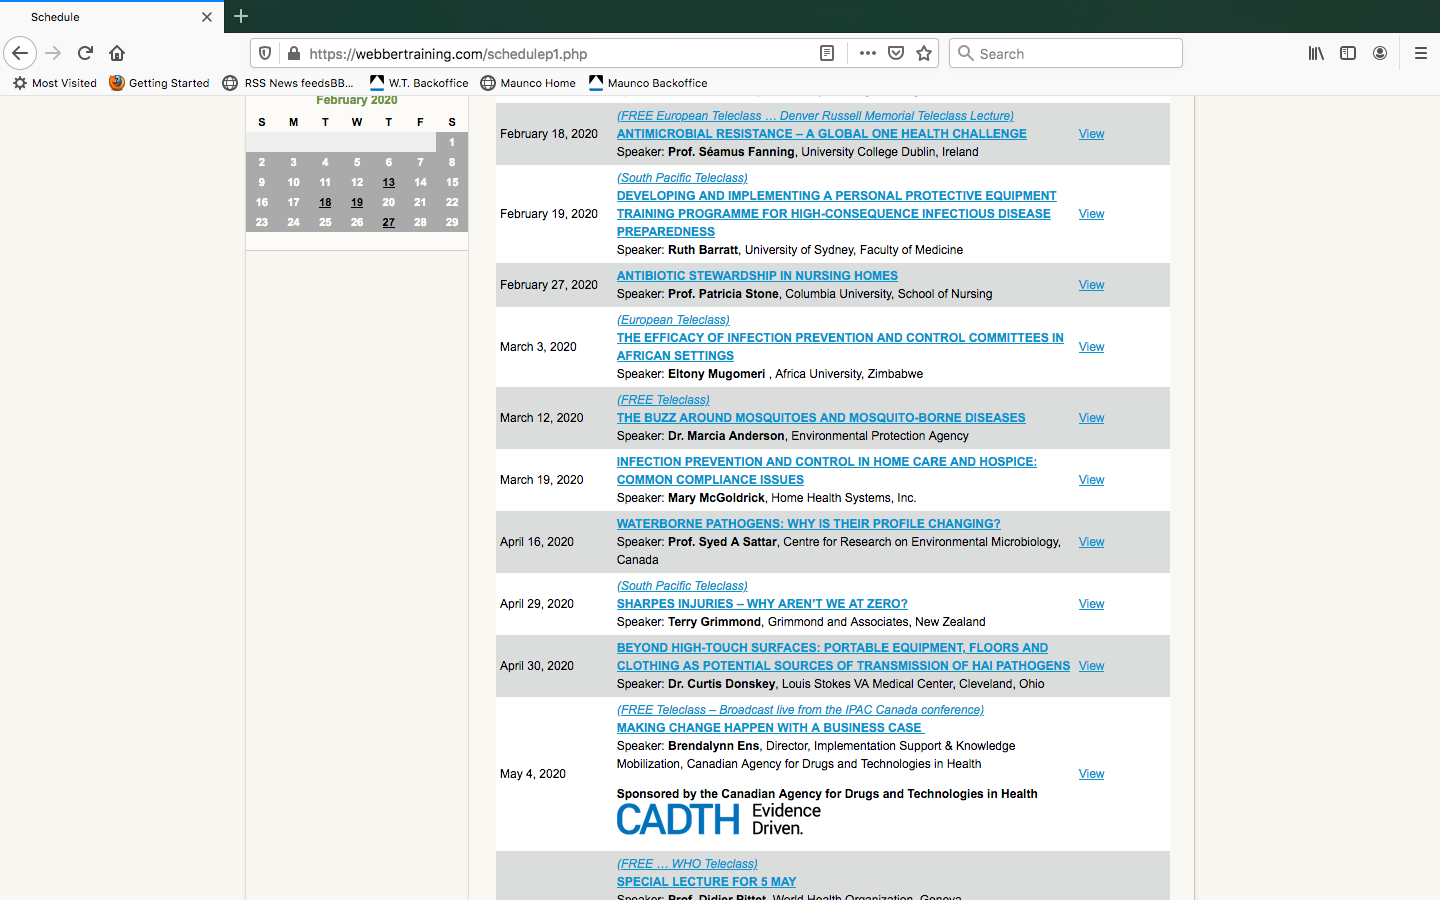 Schedule
https://webbertraining.com/schedulep1.php
Search
Most Visited
Getting Started
RSS News feedsBB...
W.T. Backoffice
Maunco Home
Maunco Backoffice
February 2020
S M T W T F S
1
2 3 4 5 6 7 8
9 10 11 12 13 14 15
16 17 18 19 20 21 22
23 24 25 26 27 28 29
(FREE European Teleclass ... Denver Russell Memorial Teleclass Lecture)
February 18, 2020 ANTIMICROBIAL RESISTANCE – A GLOBAL ONE HEALTH CHALLENGE View
Speaker: Prof. Séamus Fanning, University College Dublin, Ireland
(South Pacific Teleclass)
DEVELOPING AND IMPLEMENTING A PERSONAL PROTECTIVE EQUIPMENT
February 19, 2020 TRAINING PROGRAMME FOR HIGH-CONSEQUENCE INFECTIOUS DISEASE View
PREPAREDNESS
Speaker: Ruth Barratt, University of Sydney, Faculty of Medicine
ANTIBIOTIC STEWARDSHIP IN NURSING HOMES
February 27, 2020 View
Speaker: Prof. Patricia Stone, Columbia University, School of Nursing
(European Teleclass)
THE EFFICACY OF INFECTION PREVENTION AND CONTROL COMMITTEES IN
March 3, 2020 View
AFRICAN SETTINGS
Speaker: Eltony Mugomeri , Africa University, Zimbabwe
(FREE Teleclass)
March 12, 2020 THE BUZZ AROUND MOSQUITOES AND MOSQUITO-BORNE DISEASES View
Speaker: Dr. Marcia Anderson, Environmental Protection Agency
INFECTION PREVENTION AND CONTROL IN HOME CARE AND HOSPICE:
March 19, 2020 COMMON COMPLIANCE ISSUES View
Speaker: Mary McGoldrick, Home Health Systems, Inc.
WATERBORNE PATHOGENS: WHY IS THEIR PROFILE CHANGING?
April 16, 2020 Speaker: Prof. Syed A Sattar, Centre for Research on Environmental Microbiology, View
Canada
(South Pacific Teleclass)
April 29, 2020 SHARPES INJURIES – WHY AREN'T WE AT ZERO? View
Speaker: Terry Grimmond, Grimmond and Associates, New Zealand
BEYOND HIGH-TOUCH SURFACES: PORTABLE EQUIPMENT, FLOORS AND
April 30, 2020 CLOTHING AS POTENTIAL SOURCES OF TRANSMISSION OF HAI PATHOGENS View
Speaker: Dr. Curtis Donskey, Louis Stokes VA Medical Center, Cleveland, Ohio
(FREE Teleclass – Broadcast live from the IPAC Canada conference)
MAKING CHANGE HAPPEN WITH A BUSINESS CASE
Speaker: Brendalynn Ens, Director, Implementation Support & Knowledge
Mobilization, Canadian Agency for Drugs and Technologies in Health
May 4, 2020 View
Sponsored by the Canadian Agency for Drugs and Technologies in Health
CADTH Evidence
Driven.
(FREE ... WHO Teleclass)
SPECIAL LECTURE FOR 5 MAY
Speaker: Prof. Didier Pittet, World Health Organization, Geneva